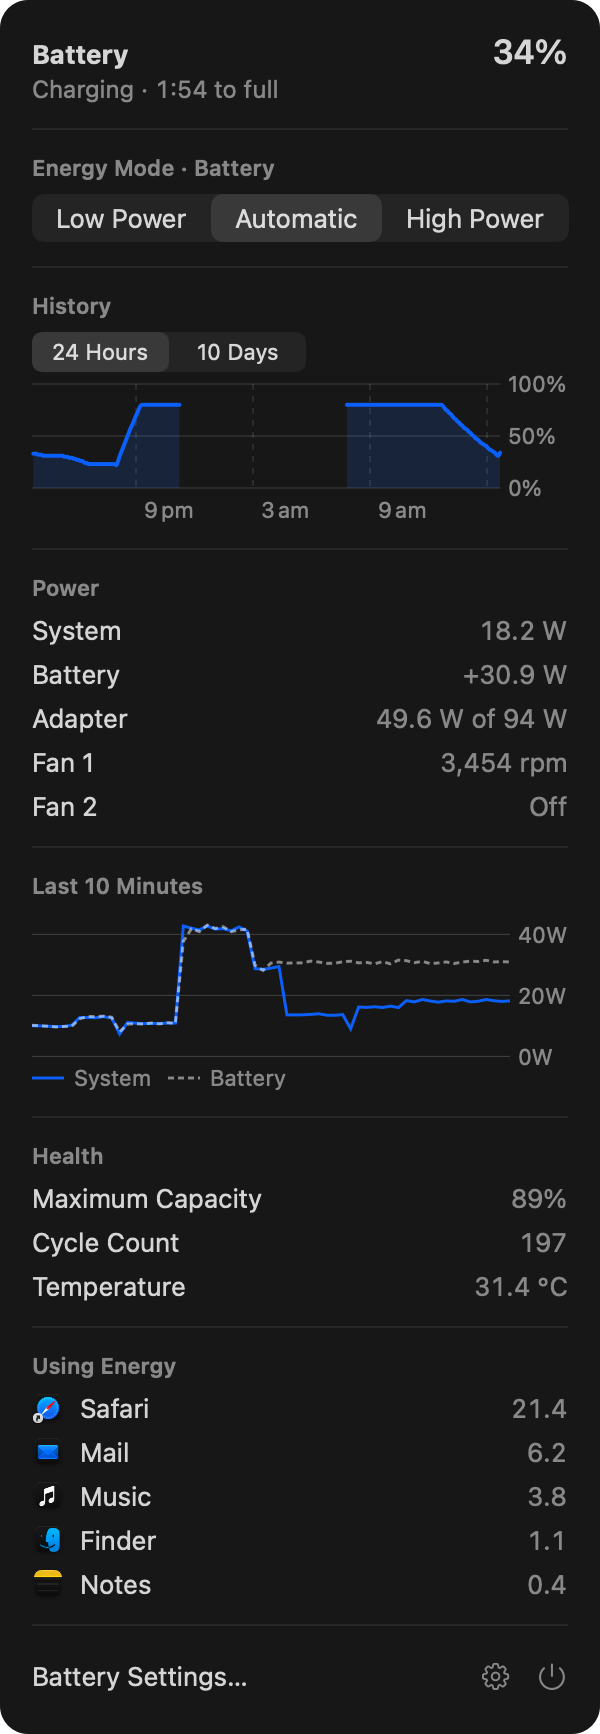 Battery 34%
Charging · 1:54 to full
Energy Mode · Battery
Low Power Automatic High Power
History
24 Hours 10 Days
100%
50%
0%
9 pm 3 am 9 am
Power
System 18.2 W
Battery +30.9 W
Adapter 49.6 W of 94 W
Fan 1 3,454 rpm
Fan 2 Off
Last 10 Minutes
40W
20W
0W
System Battery
Health
Maximum Capacity 89%
Cycle Count 197
Temperature 31.4 °C
Using Energy
Safari 21.4
Mail 6.2
Music 3.8
Finder 1.1
Notes 0.4
Battery Settings...